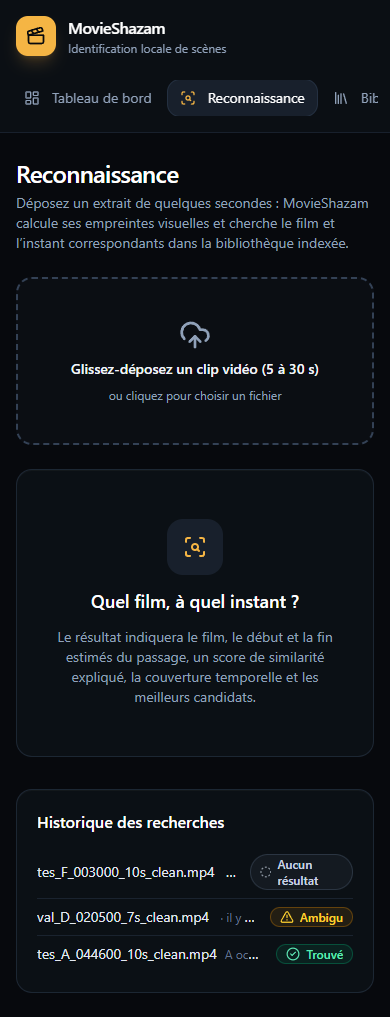 MovieShazam
Identification locale de scènes
Tableau de bord Reconnaissance Bib
Reconnaissance
Déposez un extrait de quelques secondes : MovieShazam
calcule ses empreintes visuelles et cherche le film et
l’instant correspondants dans la bibliothèque indexée.
Glissez-déposez un clip vidéo (5 à 30 s)
ou cliquez pour choisir un fichier
Quel film, à quel instant ?
Le résultat indiquera le film, le début et la fin
estimés du passage, un score de similarité
expliqué, la couverture temporelle et les
meilleurs candidats.
Historique des recherches
tes_F_003000_10s_clean.mp4 ... Aucun
résultat
val_D_020500_7s_clean.mp4 · il y ... Ambigu
tes_A_044600_10s_clean.mp4 A oc... Trouvé